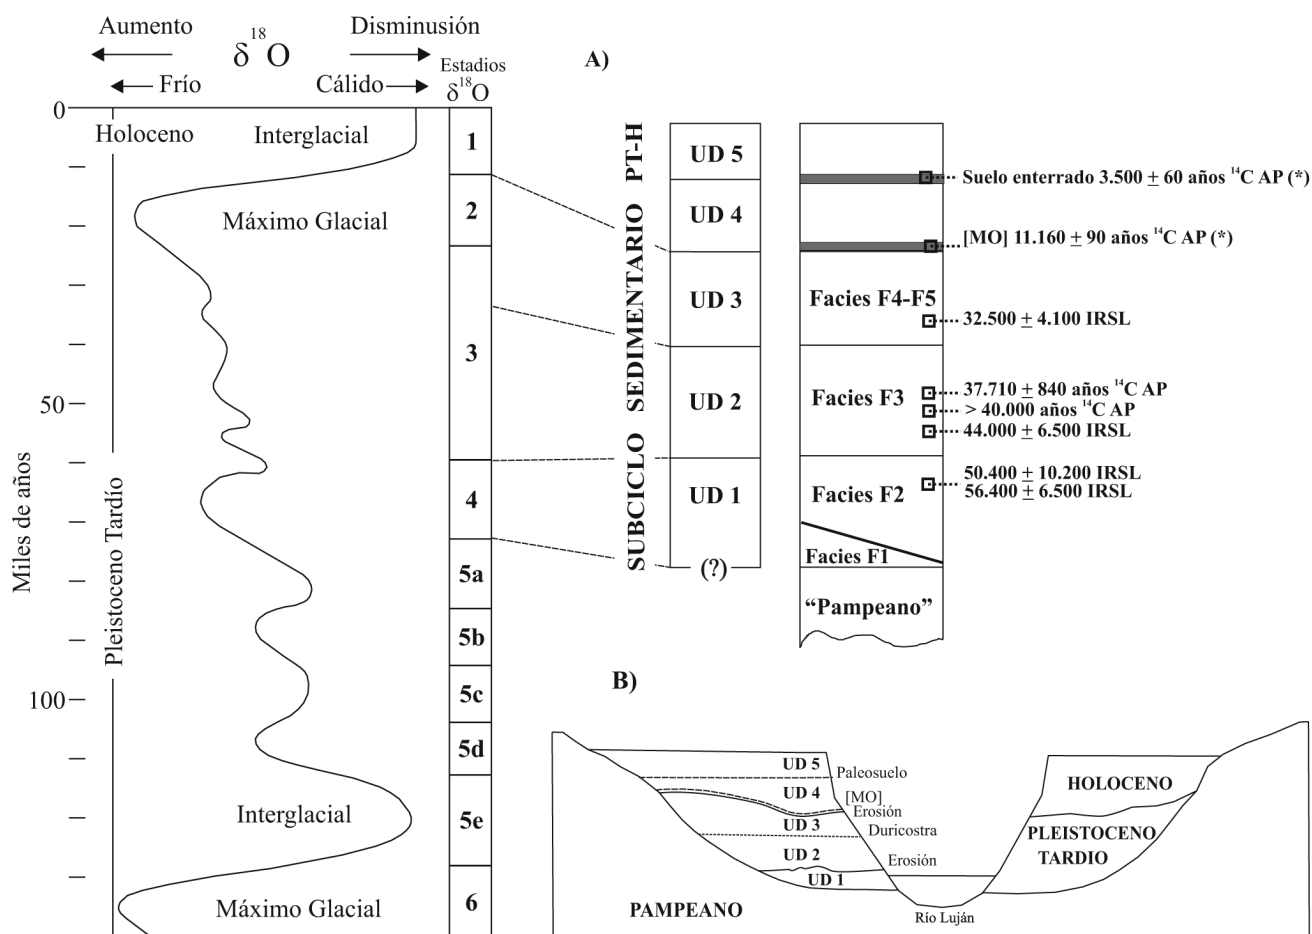 Aumento
Disminusión
δ18O
Frío
Cálido
Estadios
δ18O
0
50
100
Miles de años
Holoceno
Pleistoceno Tardío
Interglacial
Máximo Glacial
Interglacial
Máximo Glacial
1
2
3
4
5a
5b
5c
5d
5e
6
A)
SUBCICLO SEDIMENTARIO PT-H
UD 5
UD 4
UD 3
UD 2
UD 1
(?)
Facies F4-F5
Facies F3
Facies F2
Facies F1
“Pampeano”
Suelo enterrado 3.500 ± 60 años 14C AP (*)
[MO] 11.160 ± 90 años 14C AP (*)
32.500 ± 4.100 IRSL
37.710 ± 840 años 14C AP
> 40.000 años 14C AP
44.000 ± 6.500 IRSL
50.400 ± 10.200 IRSL
56.400 ± 6.500 IRSL
B)
UD 5
Paleosuelo
UD 4
[MO]
Erosión
UD 3
Duricostra
UD 2
Erosión
UD 1
PAMPEANO
Río Luján
HOLOCENO
PLEISTOCENO
TARDIO